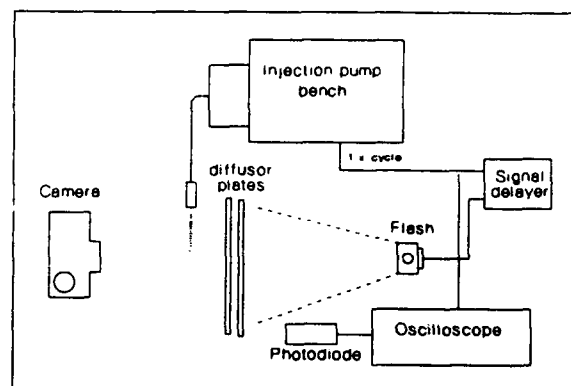 Injection pump
bench
1 x cycle
diffusor
plates
Signal
delayer
Camera
Flash
Oscilloscope
Photodiode